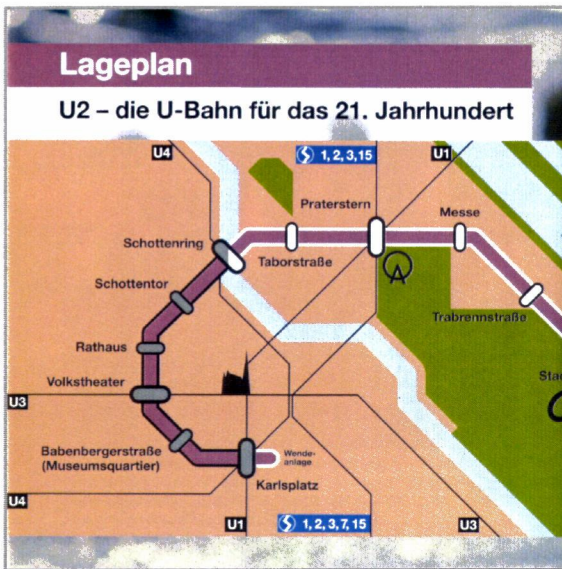 Lageplan
U2 – die U-Bahn für das 21. Jahrhundert
U4
1, 2, 3, 15
U1
Praterstern
Messe
Schottenring
Taborstraße
Schottentor
Trabrennstraße
Rathaus
Volkstheater
Stad
U3
Babenbergerstraße
(Museumsquartier)
Wende-
anlage
Karlsplatz
U4
U1
1, 2, 3, 7, 15
U3